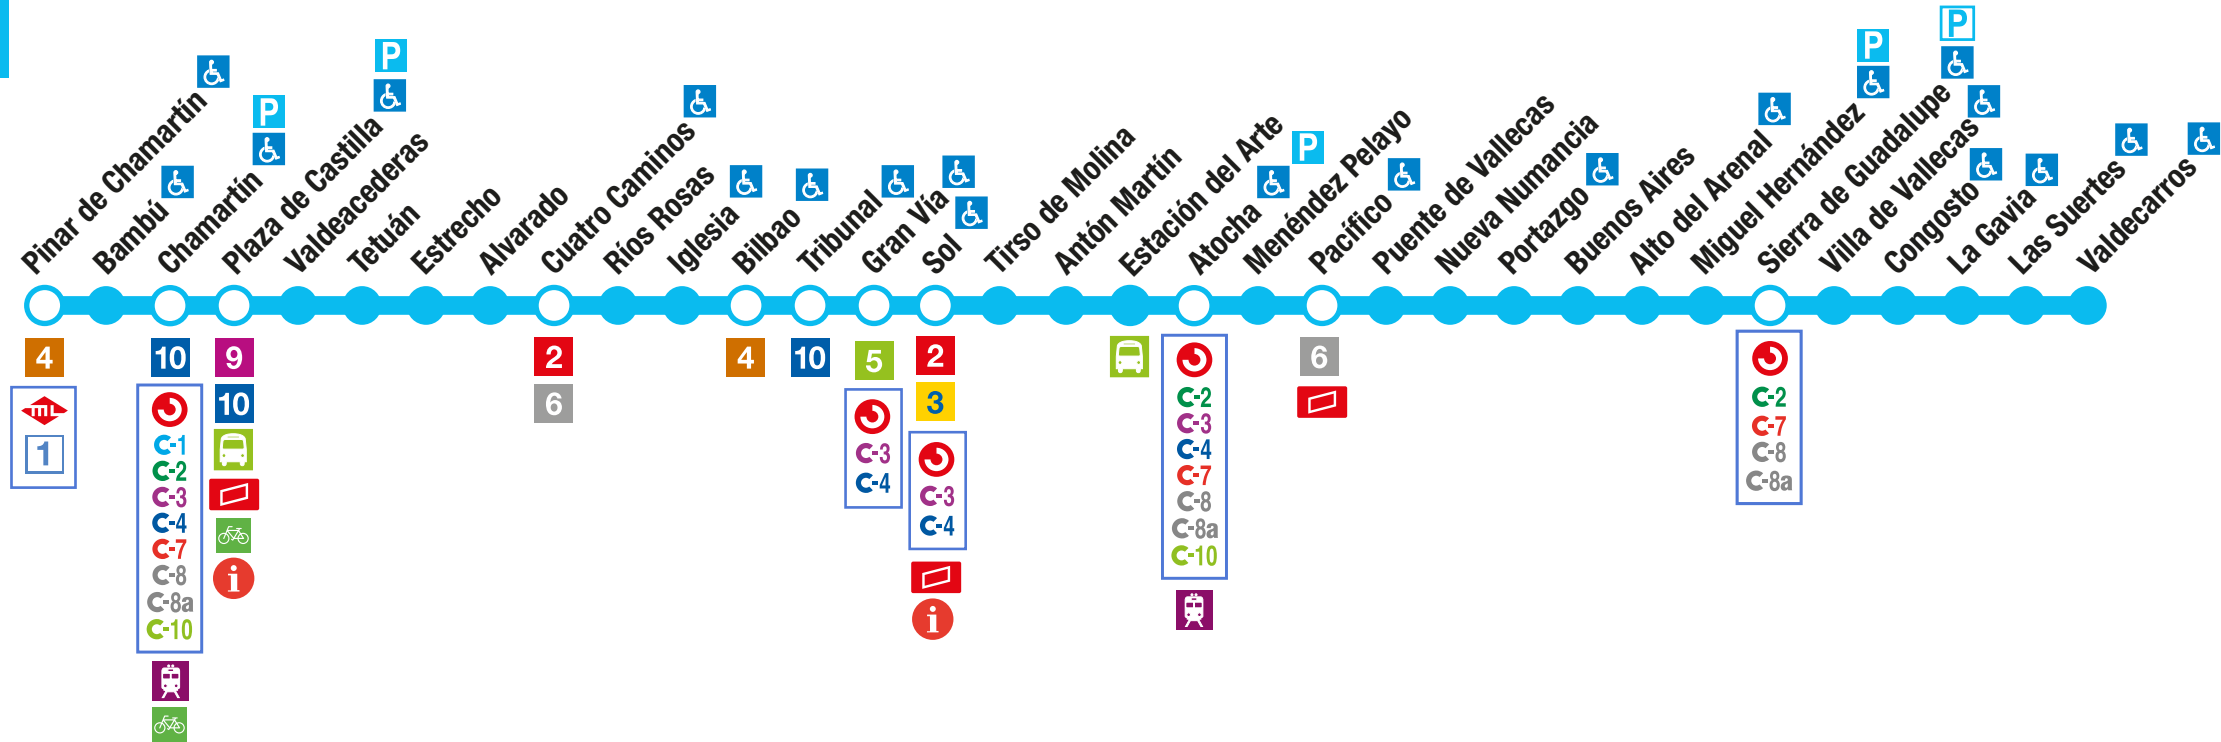 Pinar de Chamartín
Bambú
Chamartín
P
Plaza de Castilla
P
Valdeacederas
Tetuán
Estrecho
Alvarado
Cuatro Caminos
Ríos Rosas
Iglesia
Bilbao
Tribunal
Gran Vía
Sol
Tirso de Molina
Antón Martín
Estación del Arte
Atocha
P
Menéndez Pelayo
Pacífico
Puente de Vallecas
Nueva Numancia
Portazgo
Buenos Aires
Alto del Arenal
Miguel Hernández
P
Sierra de Guadalupe
P
Villa de Vallecas
Congosto
La Gavia
Las Suertes
Valdecarros
4
ML
1
10
C-1
C-2
C-3
C-4
C-7
C-8
C-8a
C-10
9
10
i
2
6
4
10
5
C-3
C-4
2
3
C-3
C-4
i
C-2
C-3
C-4
C-7
C-8
C-8a
C-10
6
C-2
C-7
C-8
C-8a